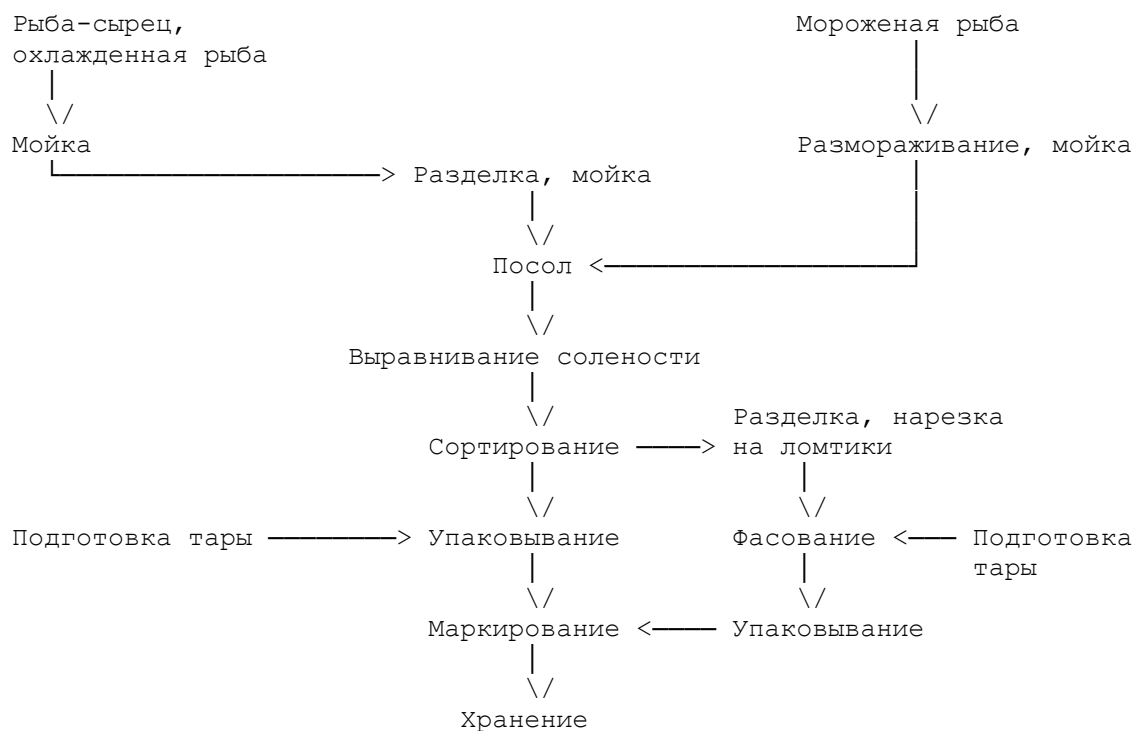 Рыба-сырец,
охлажденная рыба
Мороженая рыба
Мойка
Размораживание, мойка
Разделка, мойка
Посол
Выравнивание солености
Разделка, нарезка
на ломтики
Сортирование
Подготовка тары
Упаковывание
Фасование
Подготовка
тары
Маркирование
Упаковывание
Хранение